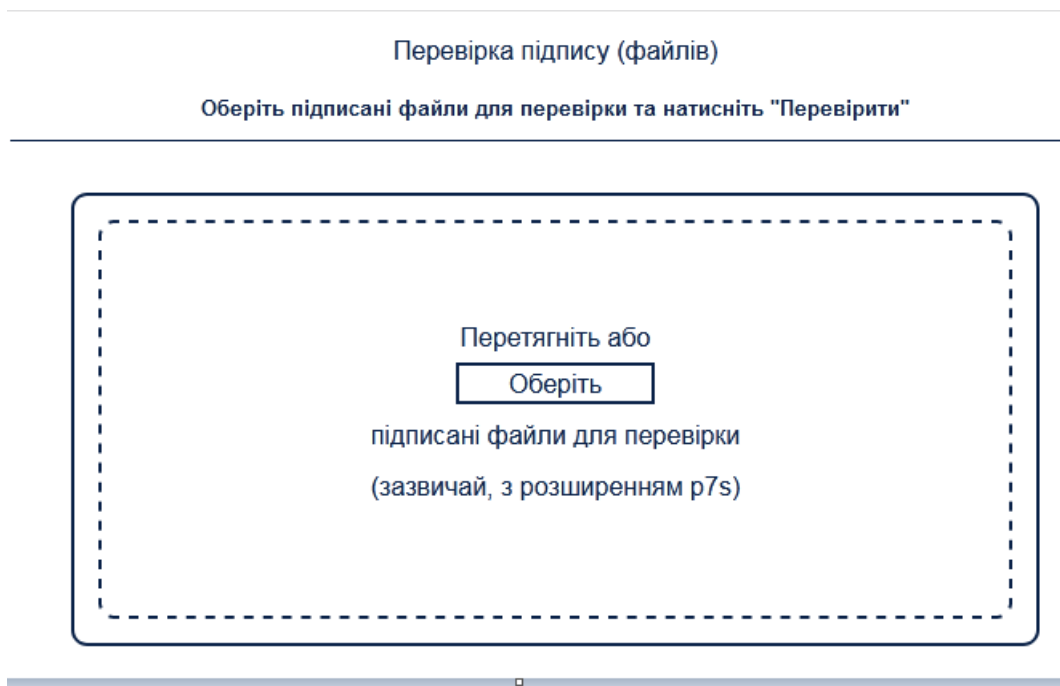 Перевірка підпису (файлів)
Оберіть підписані файли для перевірки та натисніть "Перевірити"
Перетягніть або
Оберіть
підписані файли для перевірки
(зазвичай, з розширенням p7s)